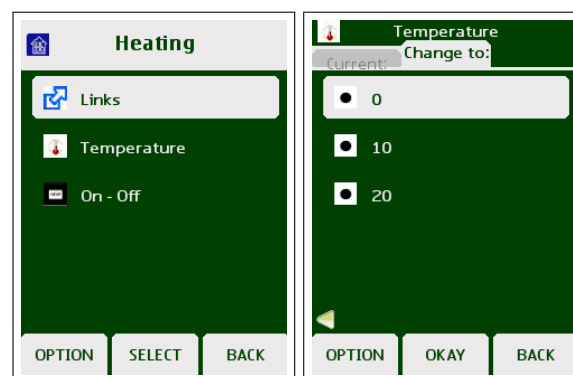 Heating
Links
Temperature
On - Off
OPTION SELECT BACK
Temperature
Current: Change to:
0
10
20
OPTION OKAY BACK